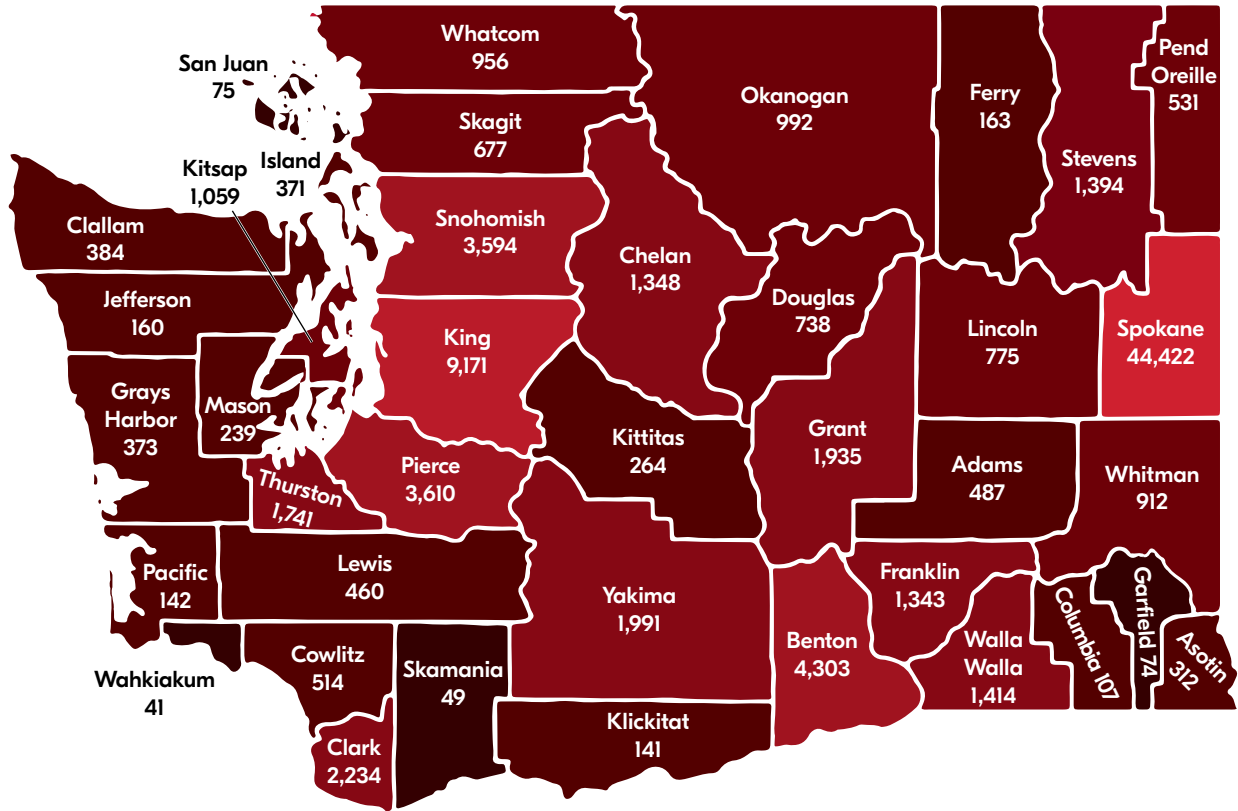 Whatcom
956
San Juan
75
Skagit
677
Okanogan
992
Ferry
163
Pend
Oreille
531
Stevens
1,394
Island
371
Kitsap
1,059
Clallam
384
Snohomish
3,594
Chelan
1,348
Jefferson
160
King
9,171
Douglas
738
Lincoln
775
Spokane
44,422
Grays
Harbor
373
Mason
239
Kittitas
264
Grant
1,935
Adams
487
Whitman
912
Thurston
1,741
Pierce
3,610
Pacific
142
Lewis
460
Yakima
1,991
Franklin
1,343
Benton
4,303
Walla
Walla
1,414
Columbia 107
Garfield 74
Asotin
312
Wahkiakum
41
Cowlitz
514
Skamania
49
Klickitat
141
Clark
2,234